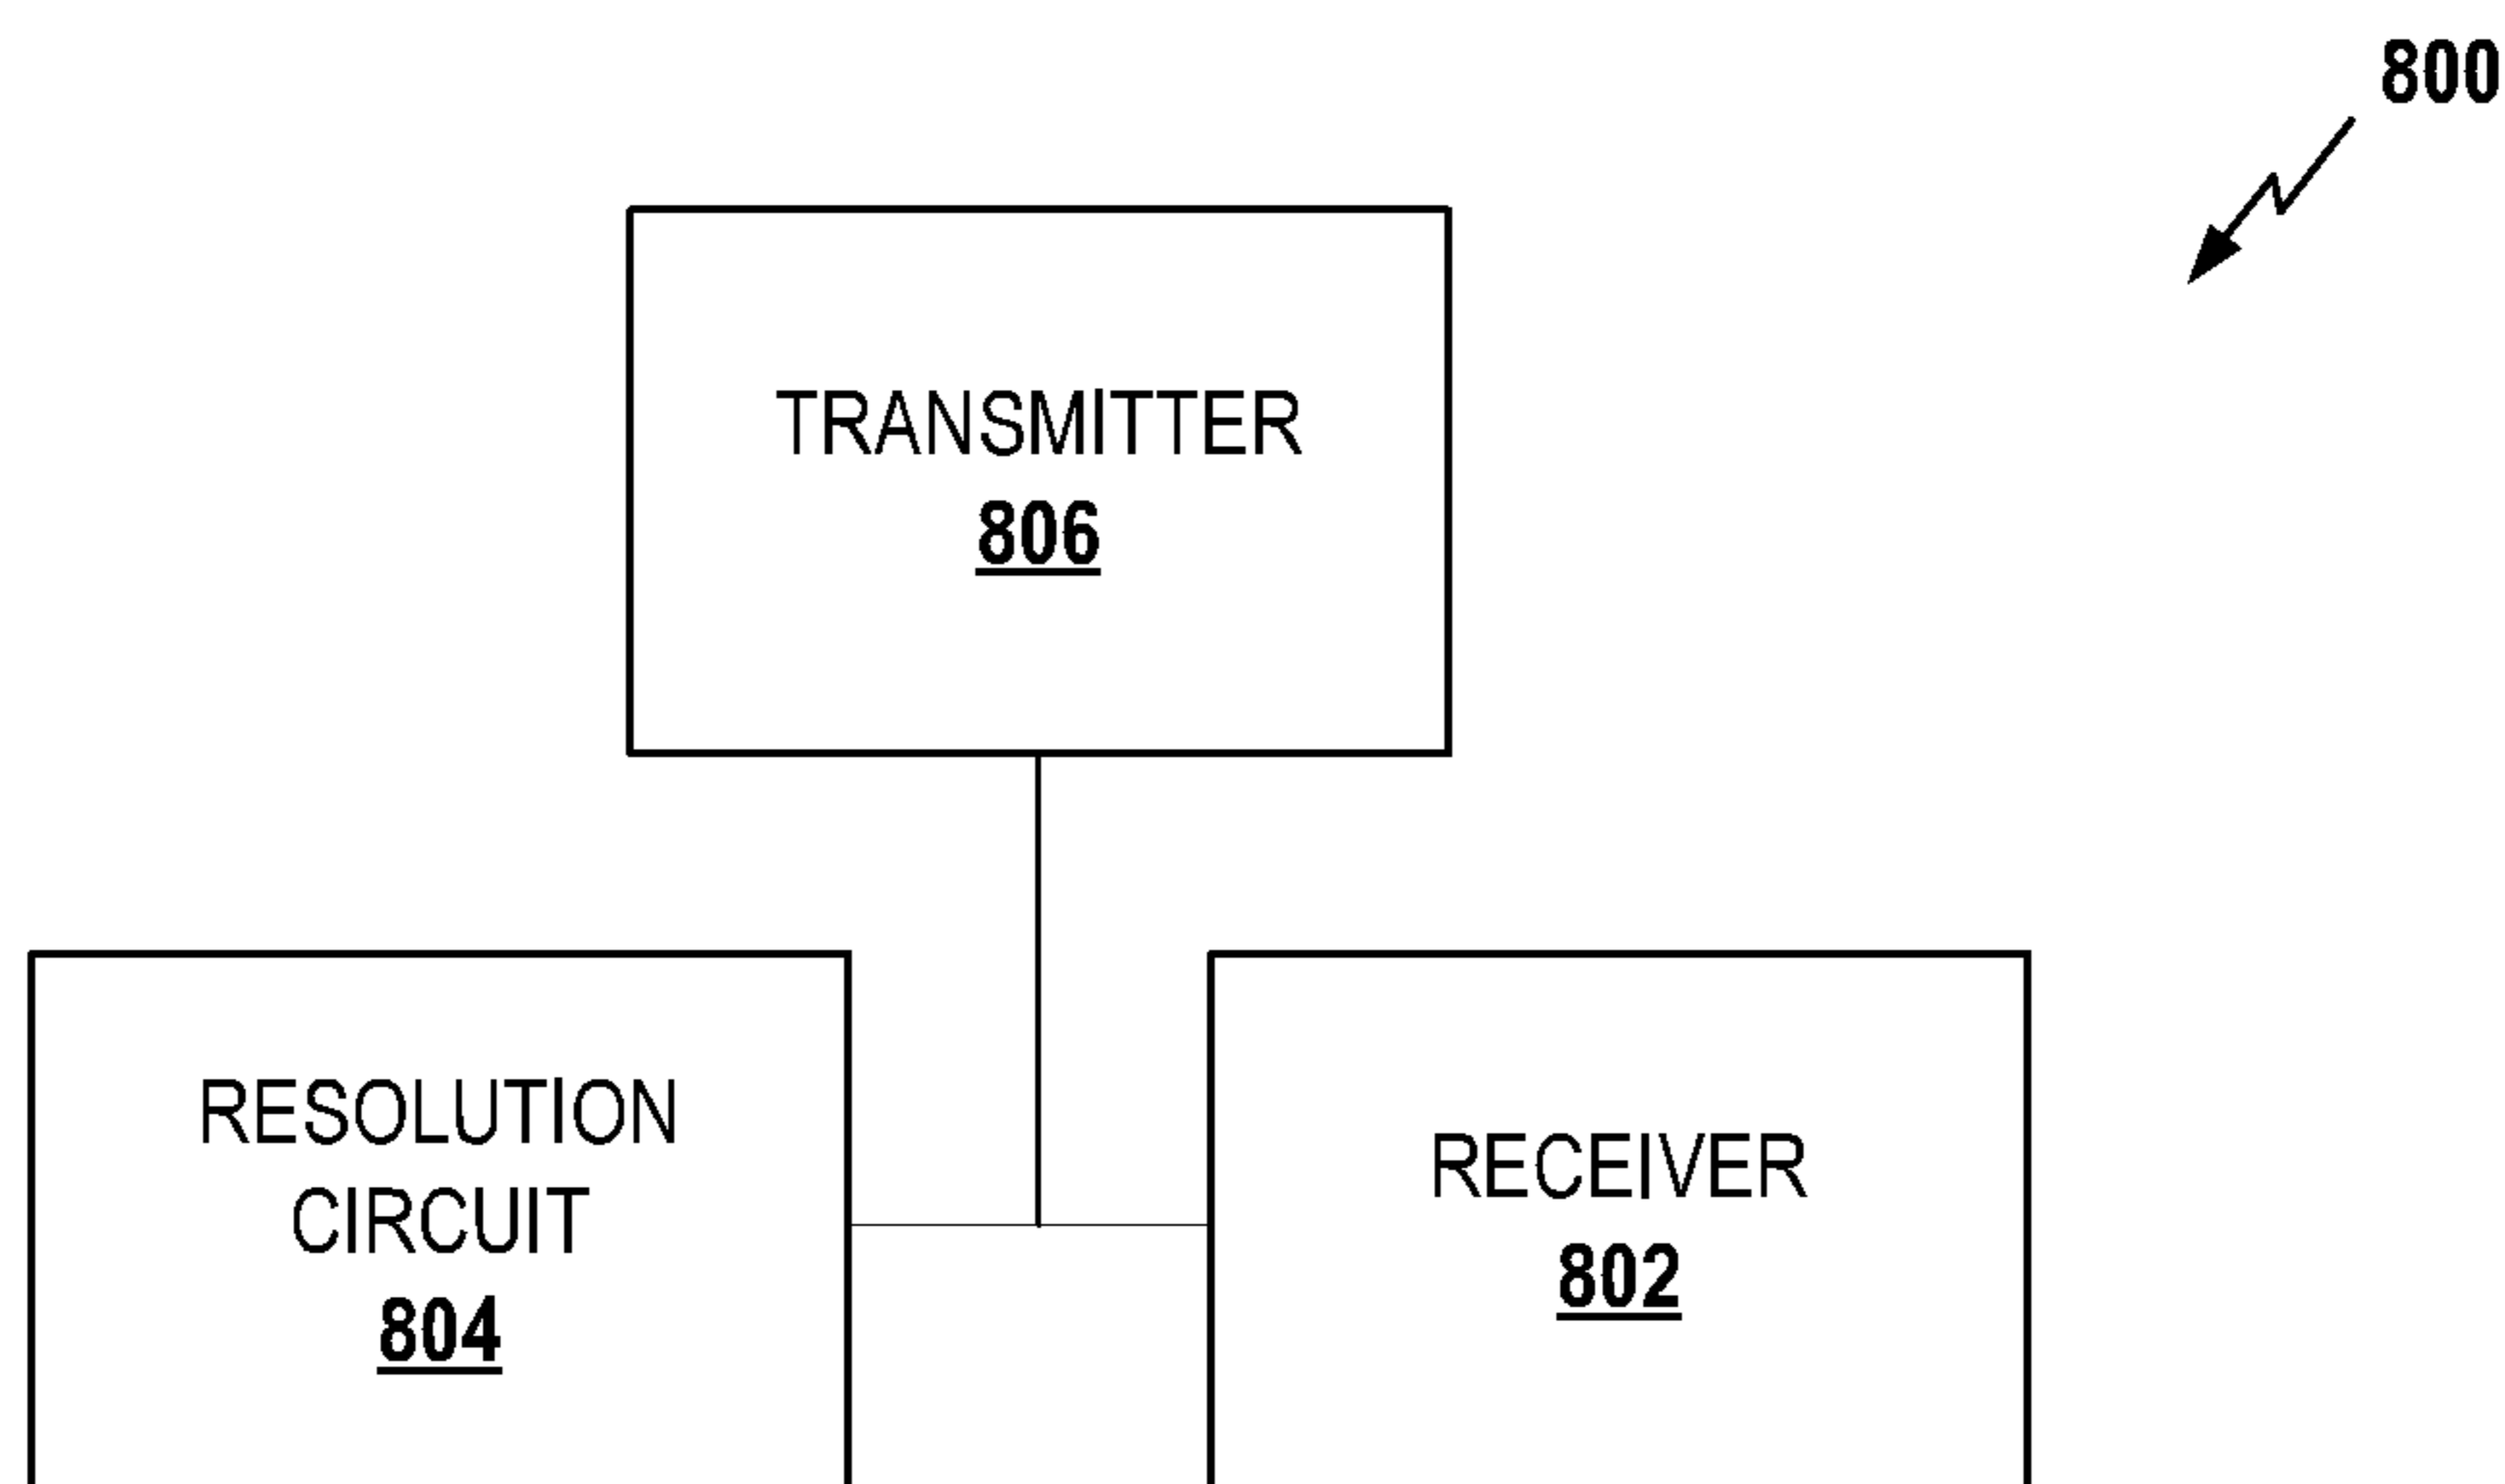 800
TRANSMITTER
806
RESOLUTION
CIRCUIT
804
RECEIVER
802